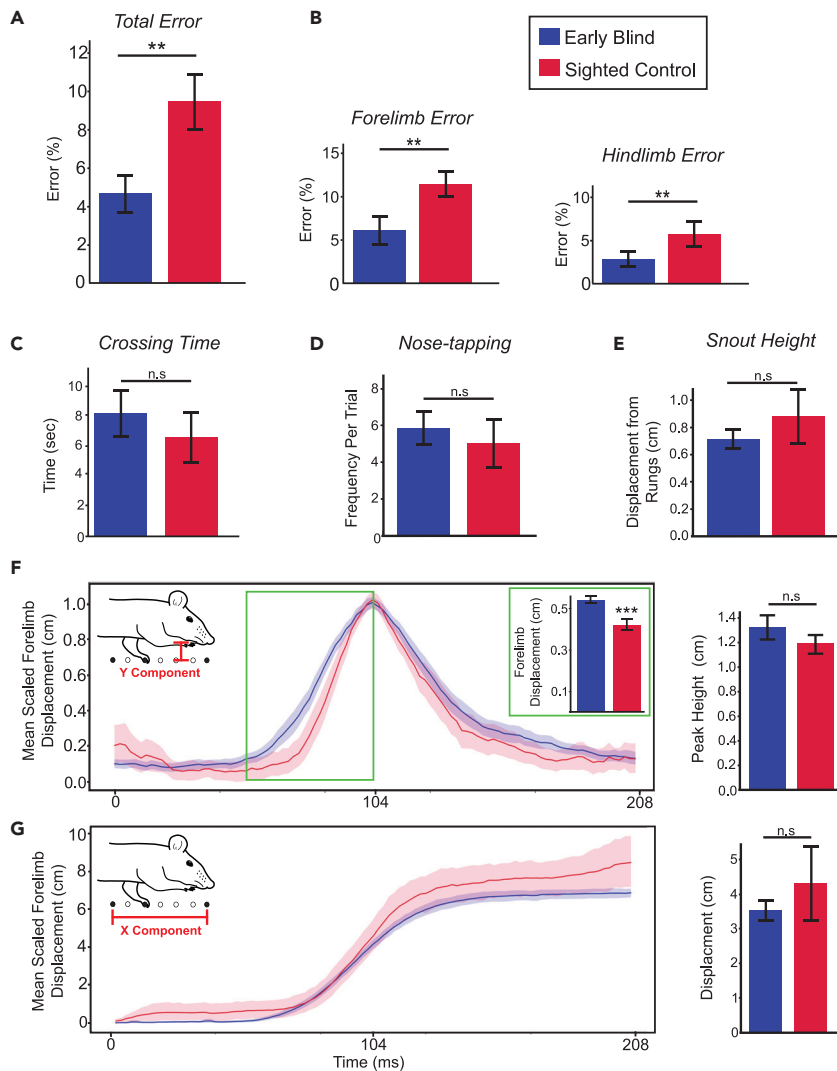 A
Total Error
**
12
10
8
6
4
2
0
Error (%)
B
Early Blind
Sighted Control
Forelimb Error
**
15
10
5
0
Error (%)
Hindlimb Error
**
10
5
0
Error (%)
C
Crossing Time
n.s
10
8
6
4
2
0
Time (sec)
D
Nose-tapping
n.s
8
6
4
2
0
Frequency Per Trial
E
Snout Height
n.s
1.0
0.8
0.6
0.4
0.2
0.0
Displacement from
Rungs (cm)
F
Mean Scaled Forelimb
Displacement (cm)
1.0
0.8
0.6
0.4
0.2
0.0
Y Component
0
104
208
Forelimb
Displacement (cm)
0.5
0.3
0.1
***
n.s
1.4
1.2
1.0
0.8
0.6
0.4
0.2
0.0
Peak Height (cm)
G
Mean Scaled Forelimb
Displacement (cm)
10
8
6
4
2
0
X Component
0
104
208
Time (ms)
n.s
5
4
3
2
1
0
Displacment (cm)